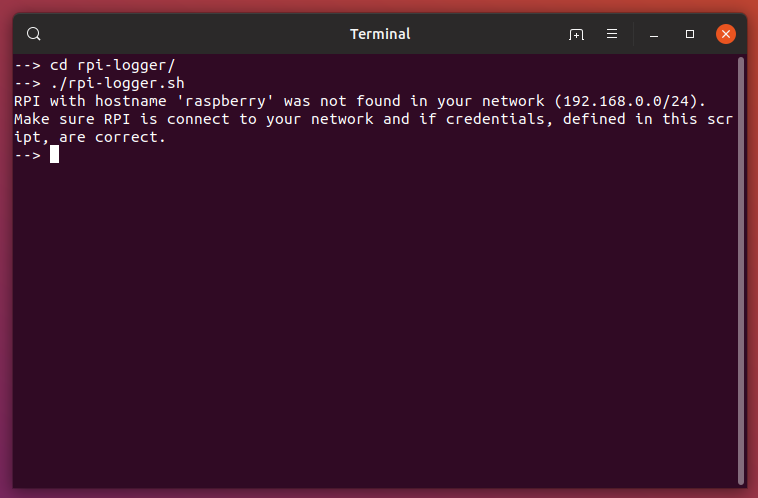 Terminal
--> cd rpi-logger/
--> ./rpi-logger.sh
RPI with hostname 'raspberry' was not found in your network (192.168.0.0/24).
Make sure RPI is connect to your network and if credentials, defined in this scr
ipt, are correct.
-->